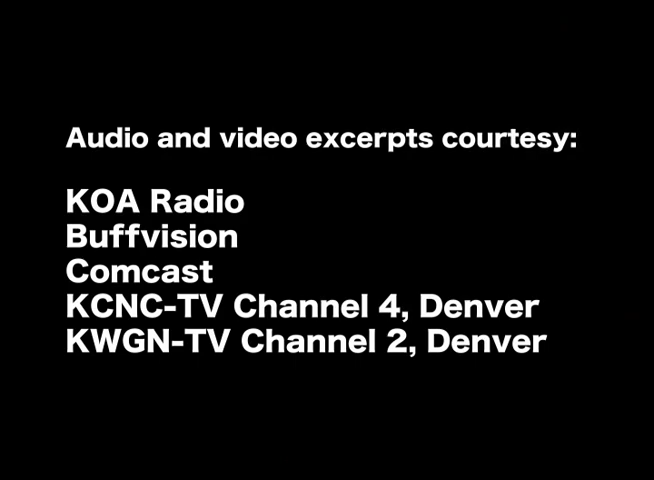 Audio and video excerpts courtesy:
KOA Radio
Buffvision
Comcast
KCNC-TV Channel 4, Denver
KWGN-TV Channel 2, Denver